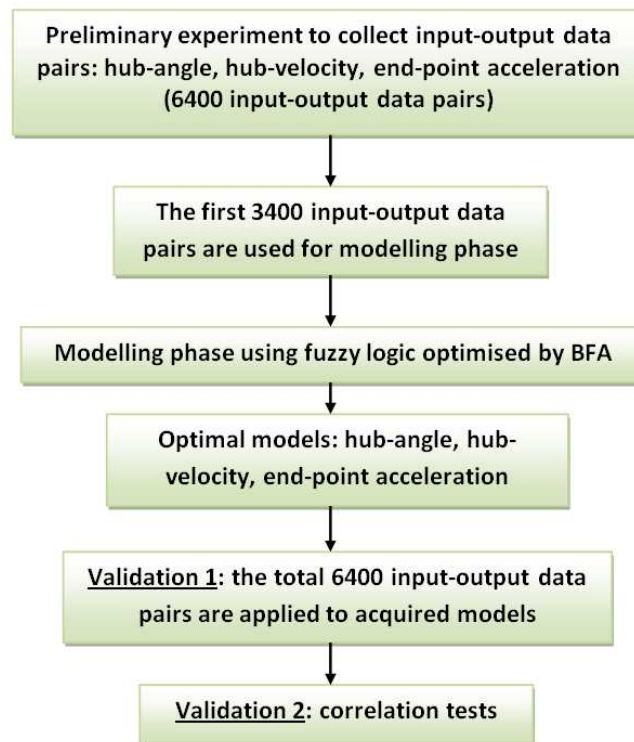 Preliminary experiment to collect input-output data
pairs: hub-angle, hub-velocity, end-point acceleration
(6400 input-output data pairs)
The first 3400 input-output data
pairs are used for modelling phase
Modelling phase using fuzzy logic optimised by BFA
Optimal models: hub-angle, hub-
velocity, end-point acceleration
Validation 1: the total 6400 input-output data
pairs are applied to acquired models
Validation 2: correlation tests